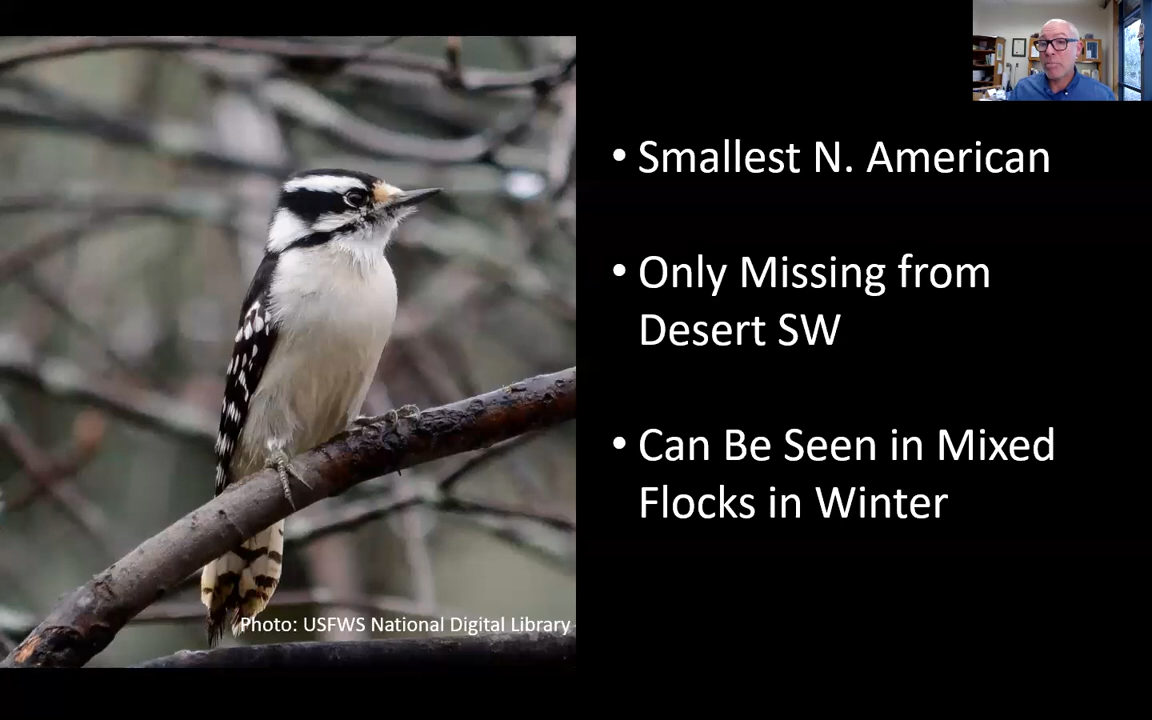 • Smallest N. American
• Only Missing from
Desert SW
• Can Be Seen in Mixed
Flocks in Winter
Photo: USFWS National Digital Library